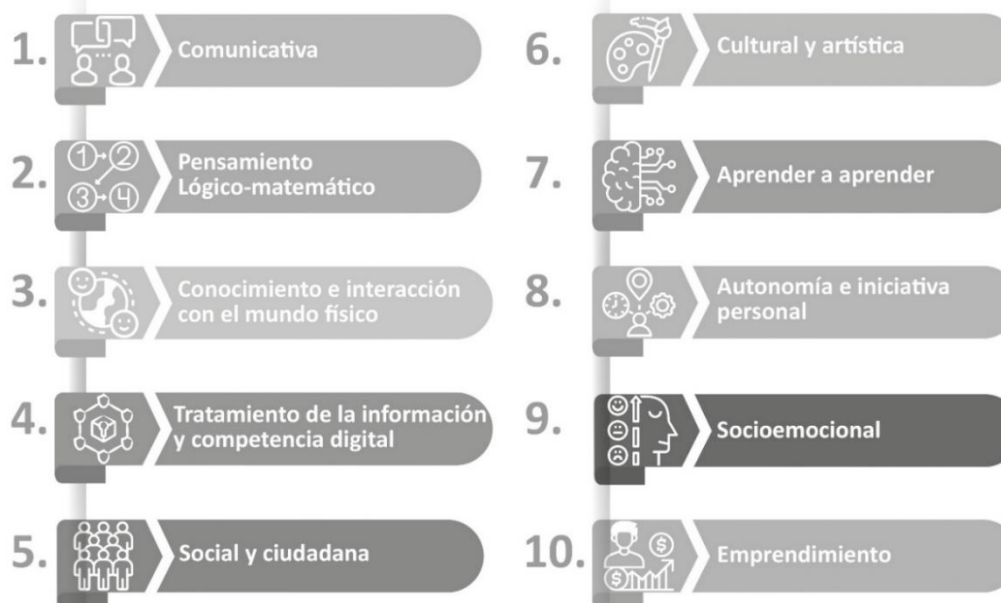 1. Comunicativa
2. Pensamiento
Lógico-matemático
3. Conocimiento e interacción
con el mundo físico
4. Tratamiento de la información
y competencia digital
5. Social y ciudadana
6. Cultural y artística
7. Aprender a aprender
8. Autonomía e iniciativa
personal
9. Socioemocional
10. Emprendimiento